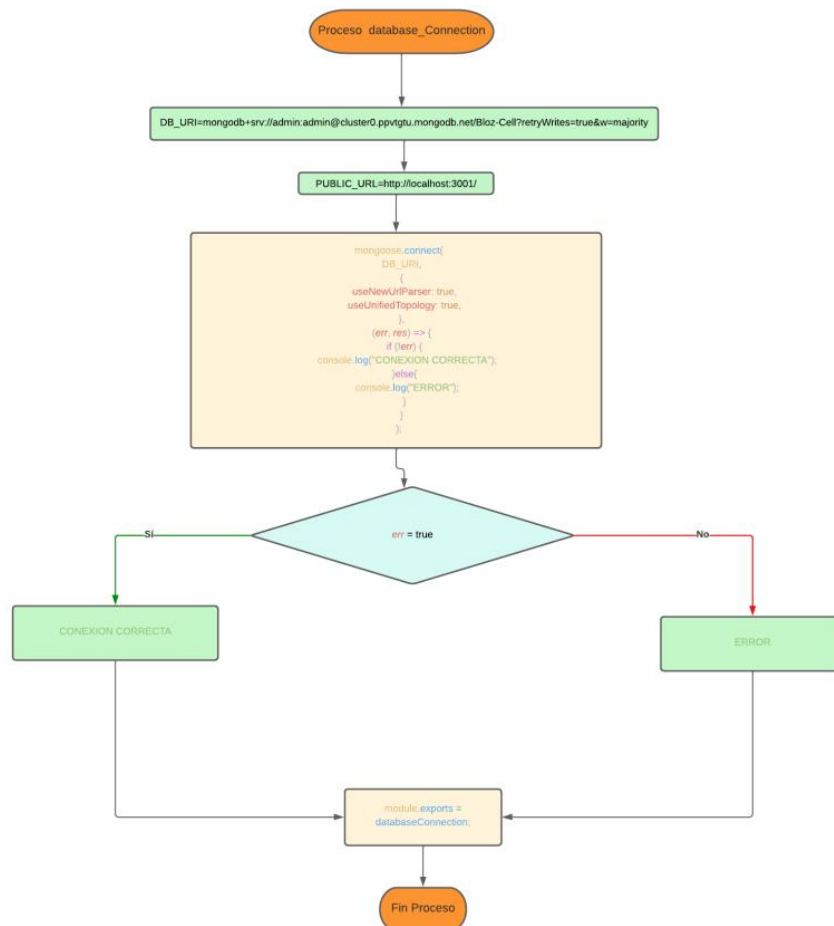 Proceso database_Connection
DB_URI=mongodb+srv://admin:admin@cluster0.ppvtgtu.mongodb.net/Bloz-Cell?retryWrites=true&w=majority
PUBLIC_URL=http://localhost:3001/
mongoose.connect(
DB_URI,
{
useNewUrlParser: true,
useUnifiedTopology: true,
},
(err, res) => {
if (!err) {
console.log("CONEXION CORRECTA");
}else{
console.log("ERROR");
}
}
);
err = true
Sí
No
CONEXION CORRECTA
ERROR
module.exports =
databaseConnection;
Fin Proceso